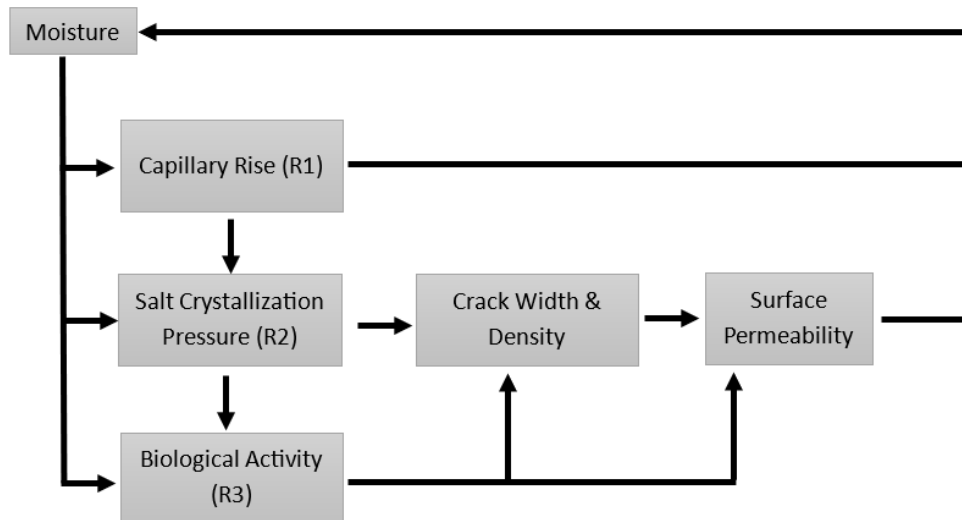 Moisture
Capillary Rise (R1)
Salt Crystallization
Pressure (R2)
Crack Width &
Density
Surface
Permeability
Biological Activity
(R3)